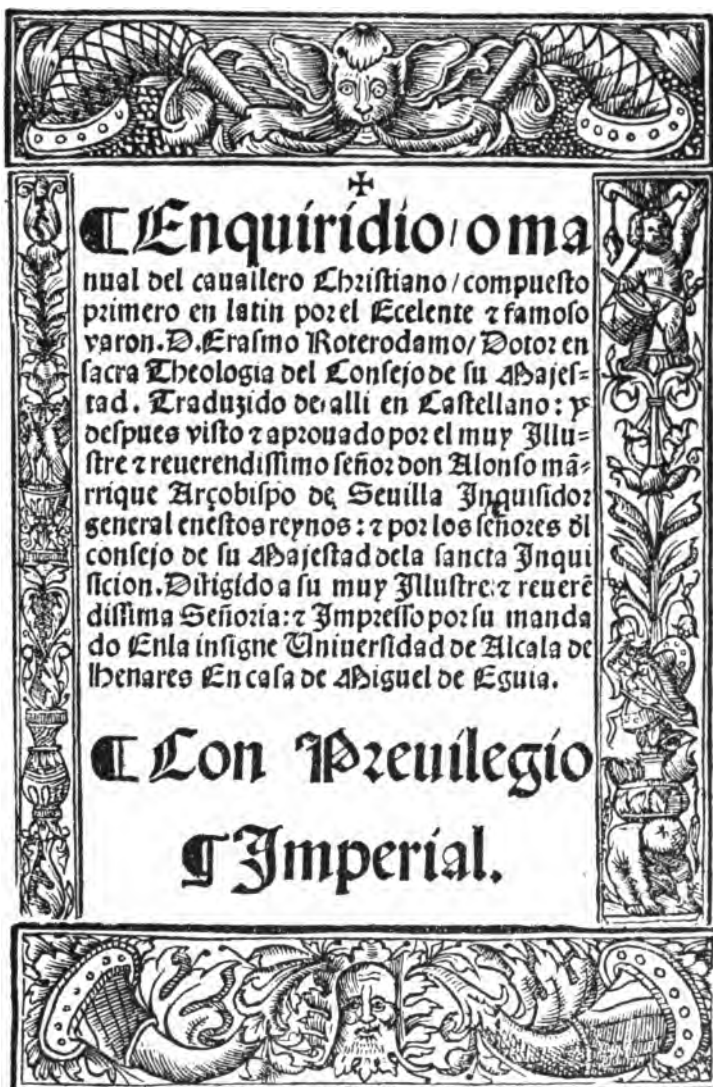 ✠
¶ Enquiridio/o ma
nual del cauallero Christiano/compuesto
primero en latin por el Ecelente ⁊ famoso
varon.D.Erasmo Roterodamo/Dotor en
sacra Theologia del Consejo de su Majes-
tad. Traduzido de alli en Castellano: y
despues visto ⁊ aprouado por el muy Illu-
stre ⁊ reuerendissimo señor don Alonso mã-
rrique Arçobispo de Seuilla Inquisidor
general enestos reynos: ⁊ por los señores dl
consejo de su Majestad dela sancta Inqui
sicion.Dirigido a su muy Illustre: ⁊ reuerẽ
dissima Señoria: ⁊ Impresso por su manda
do Enla insigne Uniuersidad de Alcala de
Henares En casa de Miguel de Eguia.
¶ Con Preuilegio
¶ Imperial.